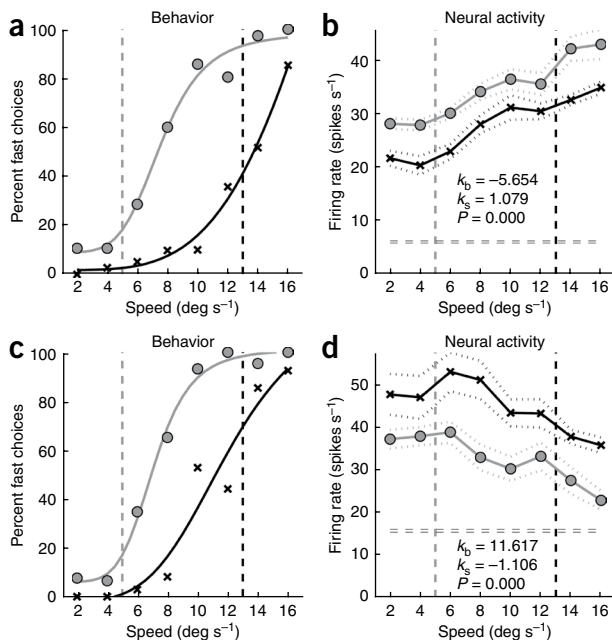 a
Behavior
Percent fast choices
100
80
60
40
20
0
2 4 6 8 10 12 14 16
Speed (deg s⁻¹)
b
Neural activity
Firing rate (spikes s⁻¹)
40
30
20
10
0
k_b = –5.654
k_s = 1.079
P = 0.000
2 4 6 8 10 12 14 16
Speed (deg s⁻¹)
c
Behavior
Percent fast choices
100
80
60
40
20
0
2 4 6 8 10 12 14 16
Speed (deg s⁻¹)
d
Neural activity
Firing rate (spikes s⁻¹)
50
40
30
20
10
0
k_b = 11.617
k_s = –1.106
P = 0.000
2 4 6 8 10 12 14 16
Speed (deg s⁻¹)